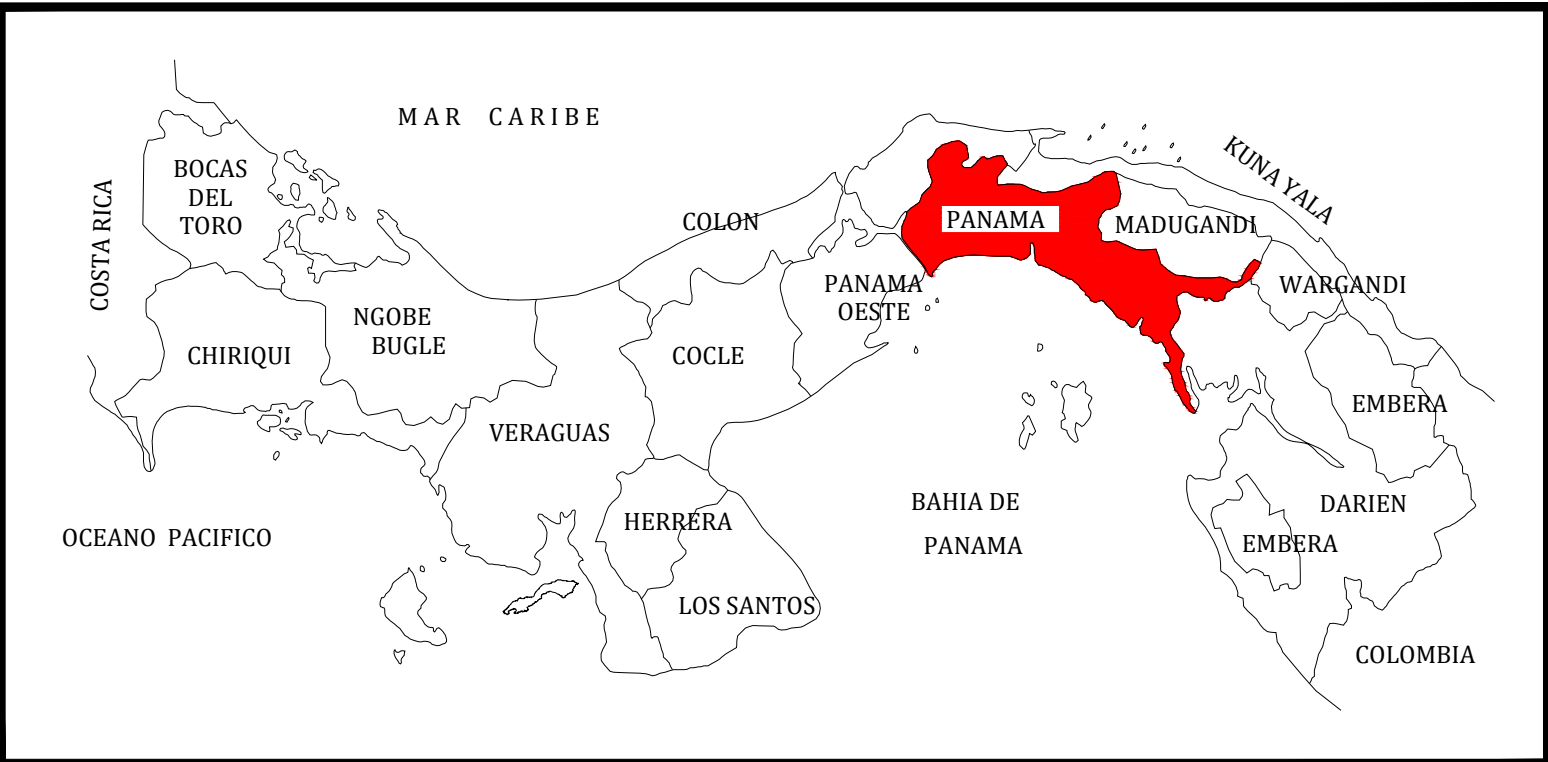 MAR CARIBE
KUNA YALA
BOCAS
DEL
TORO
COSTA RICA
COLON
PANAMA
MADUGANDI
PANAMA
OESTE
WARGANDI
NGOBE
BUGLE
CHIRIQUI
COCLE
EMBERA
VERAGUAS
BAHIA DE
PANAMA
DARIEN
HERRERA
OCEANO PACIFICO
EMBERA
LOS SANTOS
COLOMBIA